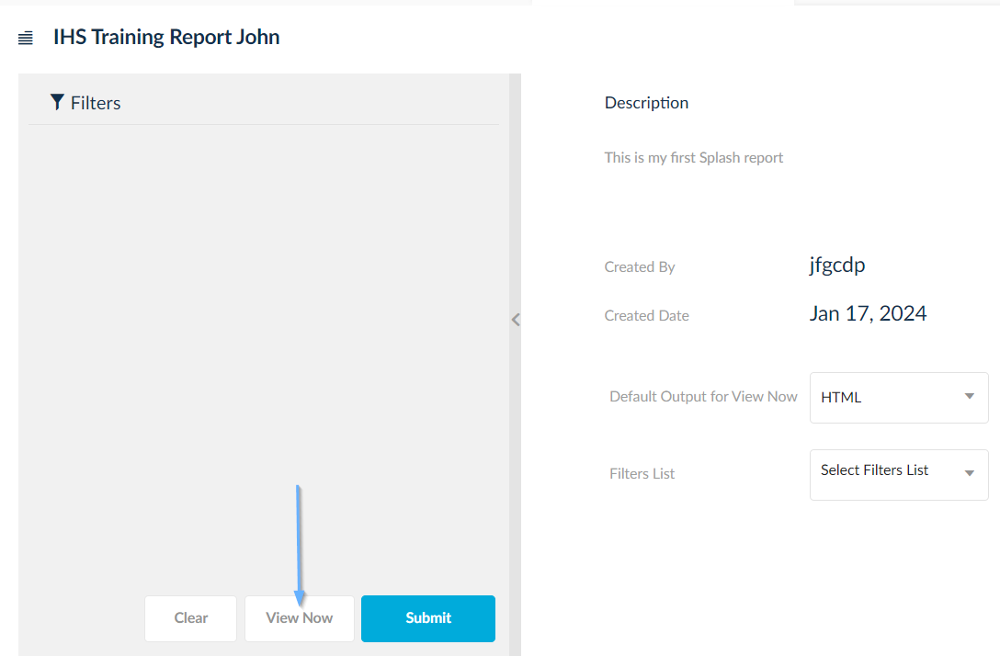 IHS Training Report John
Filters
Clear
View Now
Submit
Description
This is my first Splash report
Created By
jfgcdp
Created Date
Jan 17, 2024
Default Output for View Now
HTML
Filters List
Select Filters List